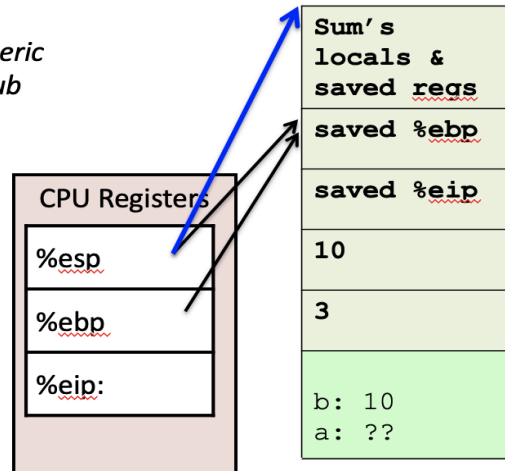 eric
ub
CPU Registers
%esp
%ebp
%eip:
Sum's
locals &
saved regs
saved %ebp
saved %eip
10
3
b: 10
a: ??